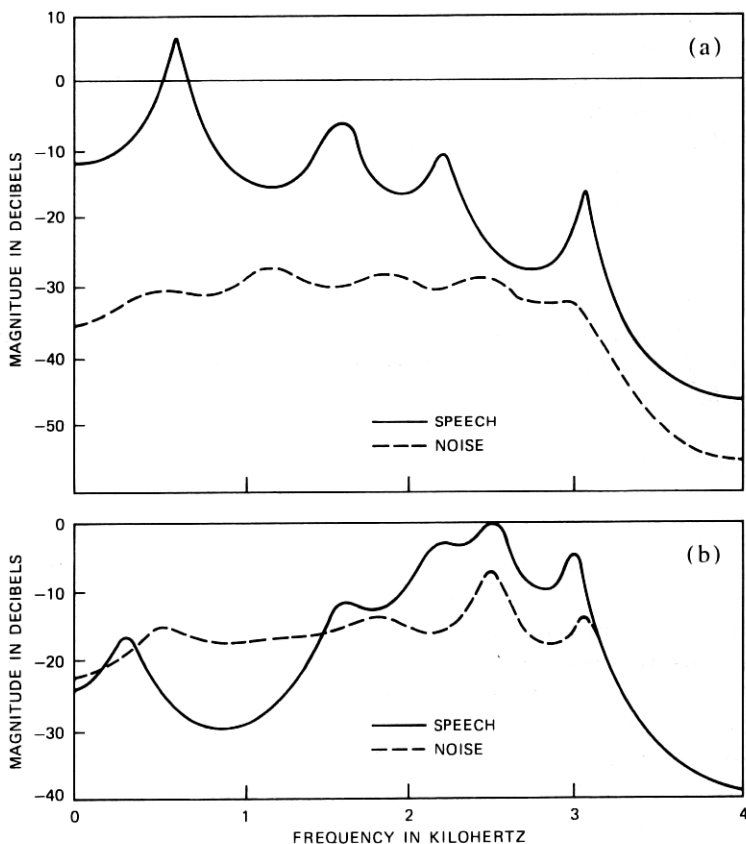 10
(a)
0
−10
−20
−30
−40
−50
MAGNITUDE IN DECIBELS
SPEECH
NOISE
0
(b)
−10
−20
−30
−40
MAGNITUDE IN DECIBELS
SPEECH
NOISE
0 1 2 3 4
FREQUENCY IN KILOHERTZ